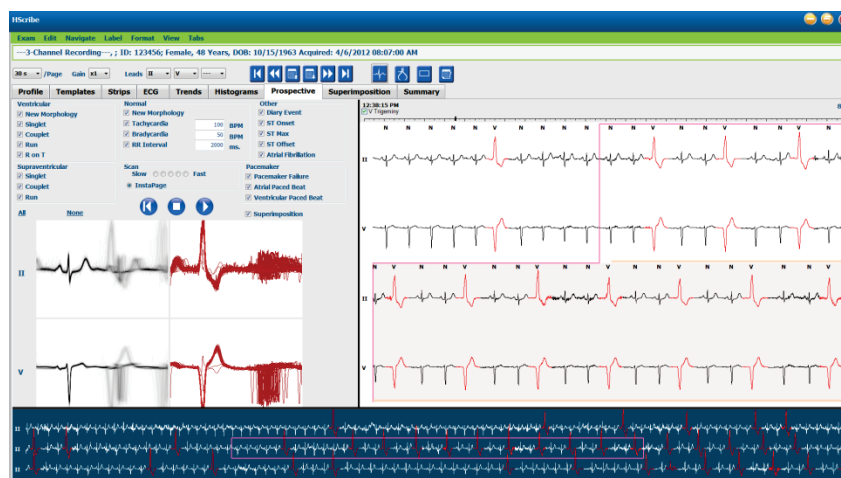 HScribe
Exam Edit Navigate Label Format View Tabs
---3-Channel Recording---, ; ID: 123456; Female, 48 Years, DOB: 10/15/1963 Acquired: 4/6/2012 08:07:00 AM
30 s /Page Gain x1 Leads II V ---
Profile Templates Strips ECG Trends Histograms Prospective Superimposition Summary
Ventricular Normal Other
New Morphology New Morphology Diary Event
Singlet Tachycardia 100 BPM ST Onset
Couplet Bradycardia 50 BPM ST Max
Run RR Interval 2000 ms. ST Offset
R on T Atrial Fibrillation
Supraventricular Scan Pacemaker
Singlet Slow Fast Pacemaker Failure
Couplet InstaPage Atrial Paced Beat
Run Ventricular Paced Beat
All None Superimposition
II
V
12:38:15 PM 8
V Trigeminy
N N N N N V N N N N V N N V N
II
V
N V N N V N N V N N V N N V N N V N N V
II
V
II
II
II